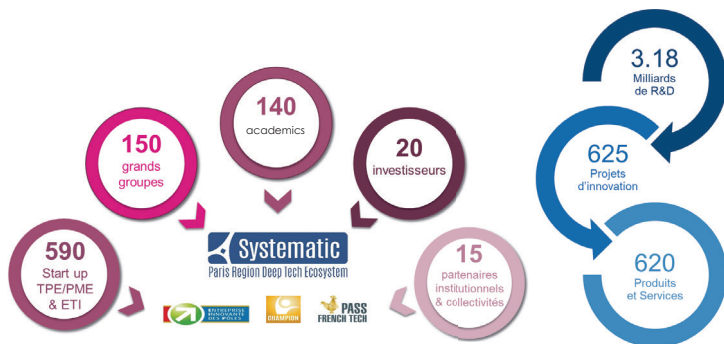 140
academics
150
grands
groupes
20
investisseurs
590
Start up
TPE/PME
& ETI
Systematic
Paris Region Deep Tech Ecosystem
15
partenaires
institutionnels
& collectivités
ENTREPRISE
INNOVANTE
DES PÔLES
CHAMPION
PASS
FRENCH TECH
3.18
Milliards
de R&D
625
Projets
d'innovation
620
Produits
et Services